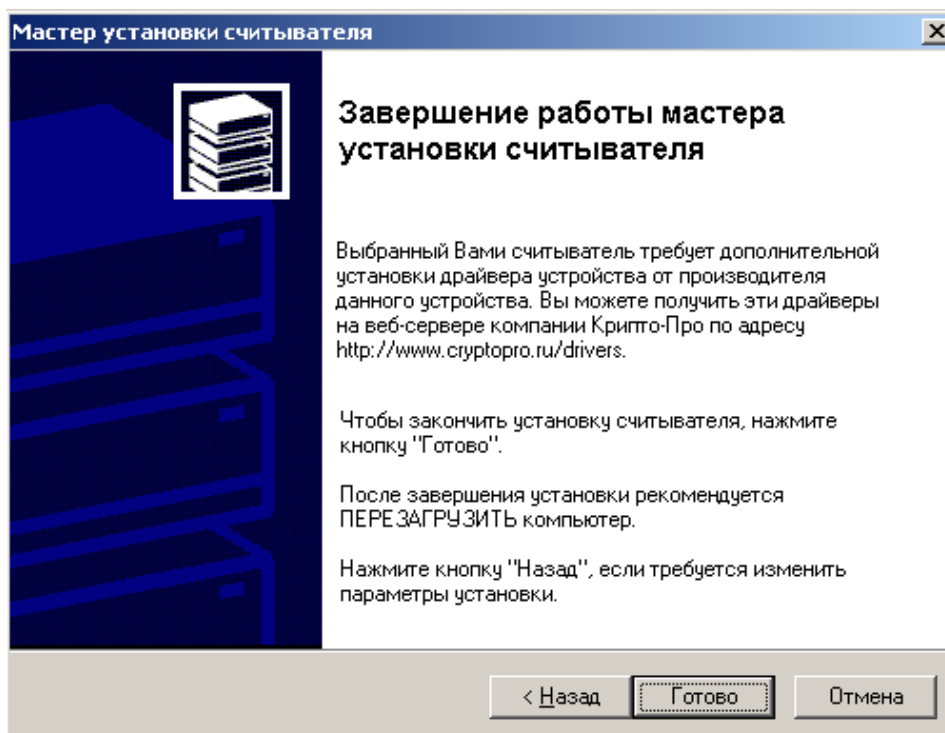 Мастер установки считывателя
Завершение работы мастера
установки считывателя
Выбранный Вами считыватель требует дополнительной
установки драйвера устройства от производителя
данного устройства. Вы можете получить эти драйверы
на веб-сервере компании Крипто-Про по адресу
http://www.cryptopro.ru/drivers.
Чтобы закончить установку считывателя, нажмите
кнопку "Готово".
После завершения установки рекомендуется
ПЕРЕЗАГРУЗИТЬ компьютер.
Нажмите кнопку "Назад", если требуется изменить
параметры установки.
< Назад
Готово
Отмена